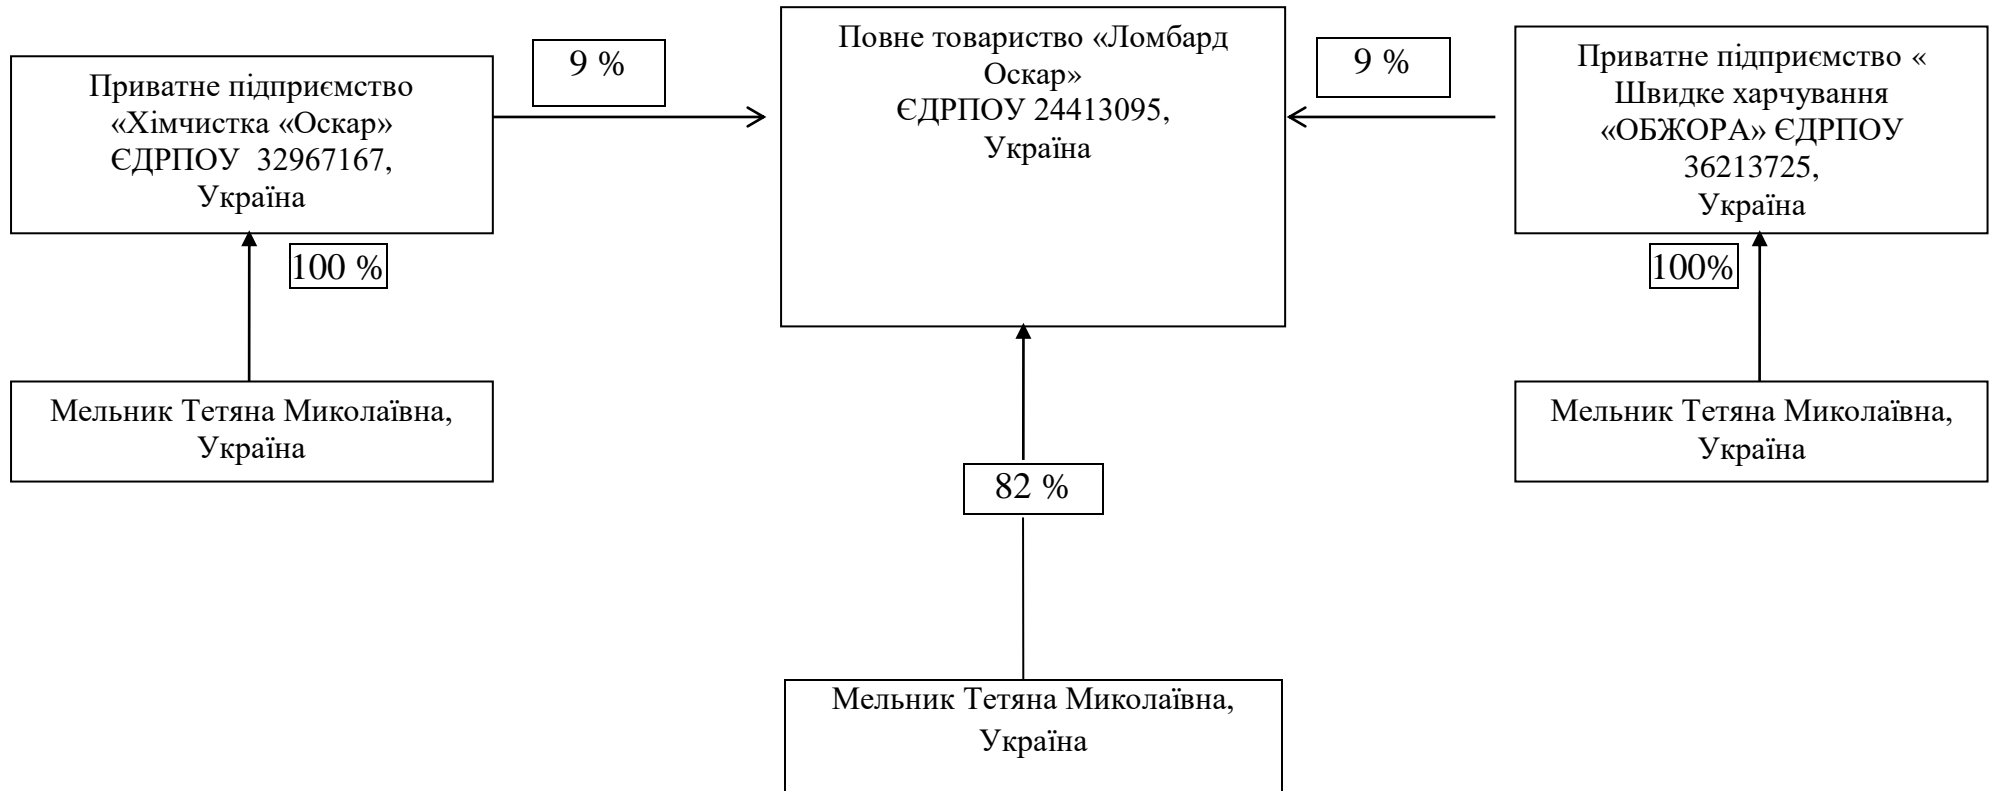 Приватне підприємство
«Хімчистка «Оскар»
ЄДРПОУ  32967167,
Україна
9 %
Повне товариство «Ломбард
Оскар»
ЄДРПОУ 24413095,
Україна
9 %
Приватне підприємство «
Швидке харчування
«ОБЖОРА» ЄДРПОУ
36213725,
Україна
100 %
100%
Мельник Тетяна Миколаївна,
Україна
82 %
Мельник Тетяна Миколаївна,
Україна
Мельник Тетяна Миколаївна,
Україна